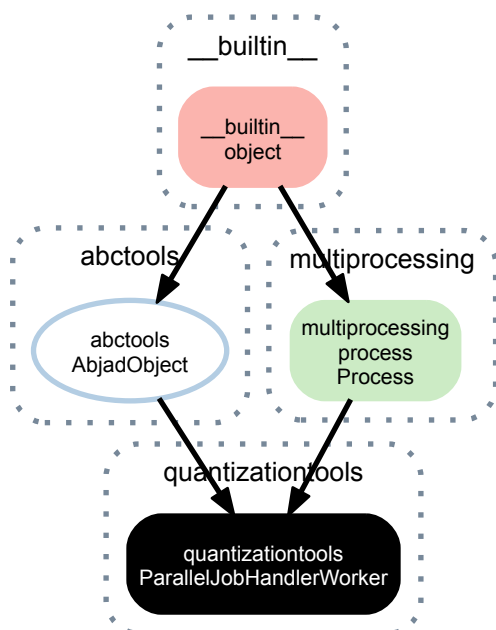 __builtin__
__builtin__
object
abctools
multiprocessing
abctools
AbjadObject
multiprocessing
process
Process
quantizationtools
quantizationtools
ParallelJobHandlerWorker